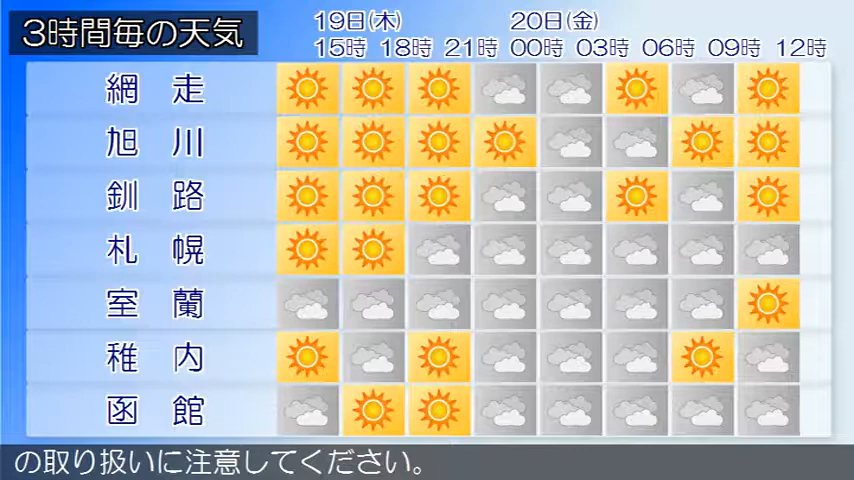 3時間毎の天気
19日(木) 20日(金)
15時 18時 21時 00時 03時 06時 09時 12時
網走
旭川
釧路
札幌
室蘭
稚内
函館
の取り扱いに注意してください。